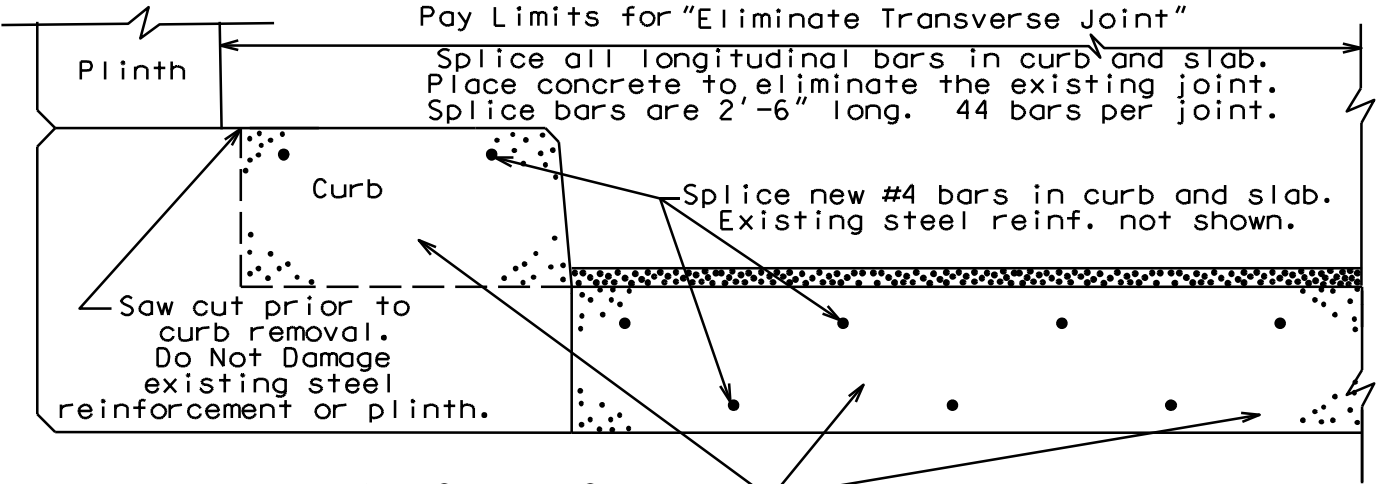 Pay Limits for "Eliminate Transverse Joint"
Plinth
Splice all longitudinal bars in curb and slab.
Place concrete to eliminate the existing joint.
Splice bars are 2'-6" long. 44 bars per joint.
Curb
Splice new #4 bars in curb and slab.
Existing steel reinf. not shown.
Saw cut prior to
curb removal.
Do Not Damage
existing steel
reinforcement or plinth.